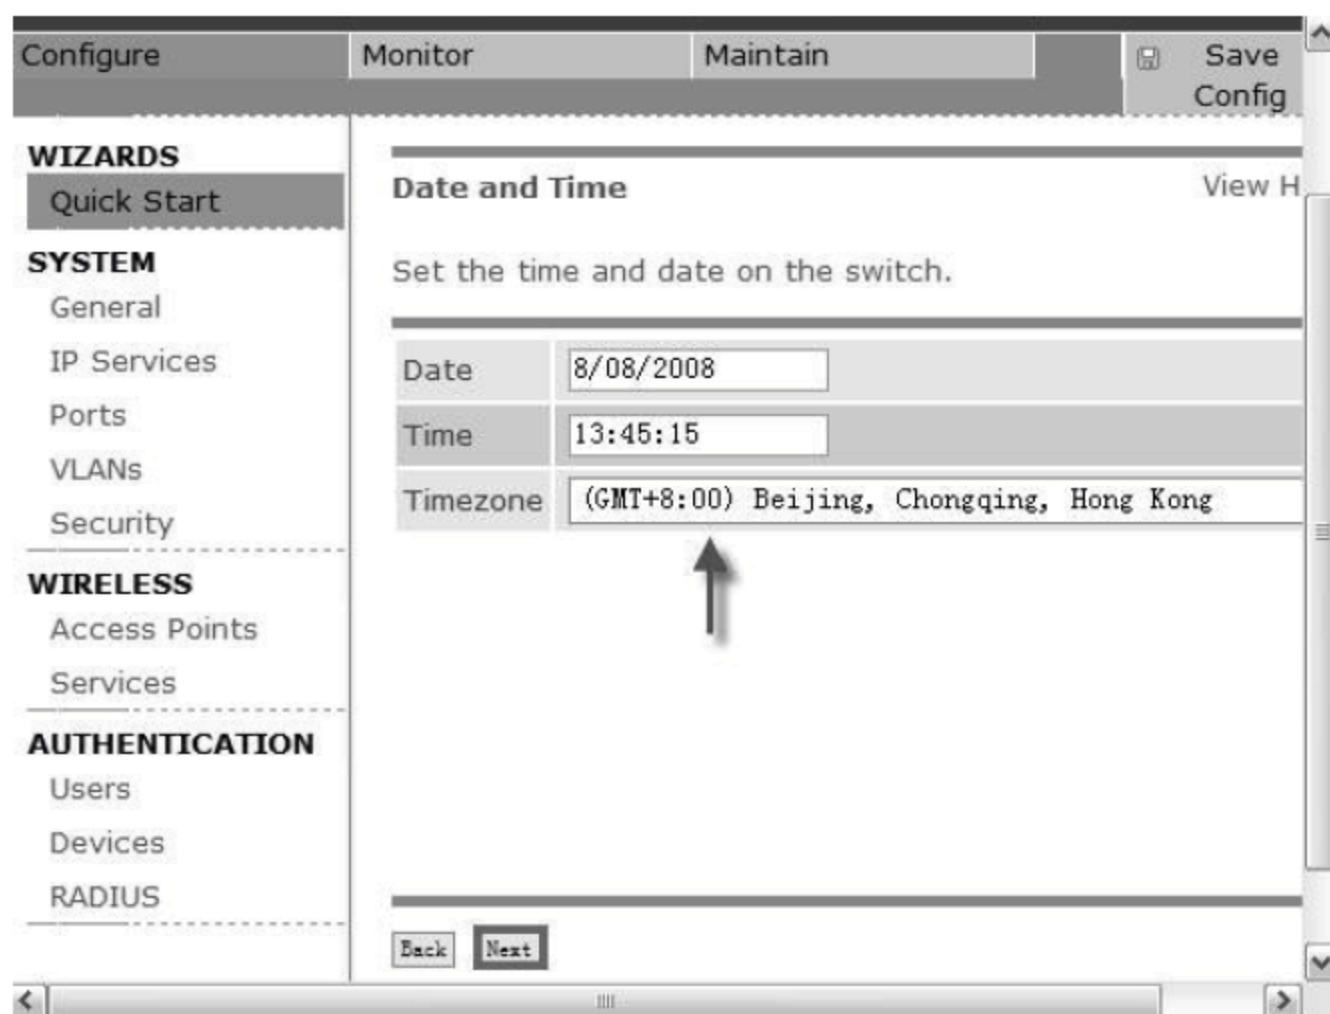 Configure Monitor Maintain Save
Config
WIZARDS
Quick Start
SYSTEM
General
IP Services
Ports
VLANs
Security
WIRELESS
Access Points
Services
AUTHENTICATION
Users
Devices
RADIUS
Date and Time View H
Set the time and date on the switch.
Date 8/08/2008
Time 13:45:15
Timezone (GMT+8:00) Beijing, Chongqing, Hong Kong
Back Next